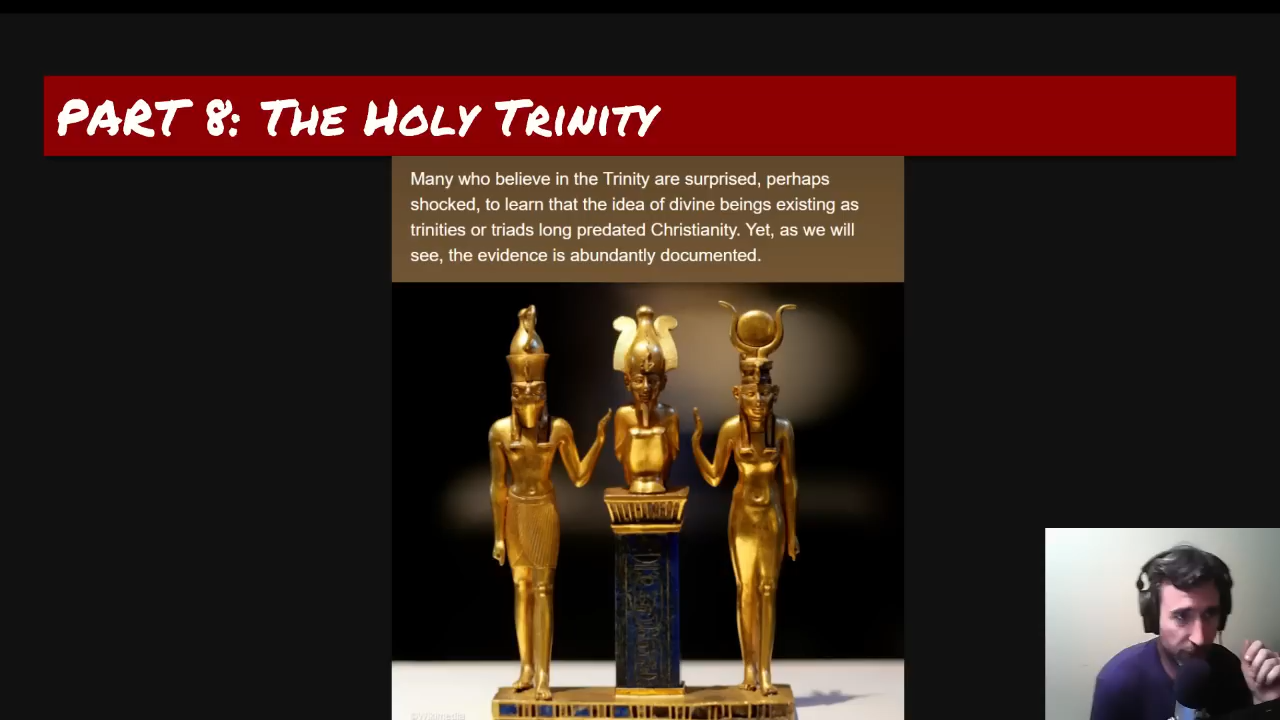 PART 8: THE HOLY TRINITY
Many who believe in the Trinity are surprised, perhaps
shocked, to learn that the idea of divine beings existing as
trinities or triads long predated Christianity. Yet, as we will
see, the evidence is abundantly documented.
©Wikimedia